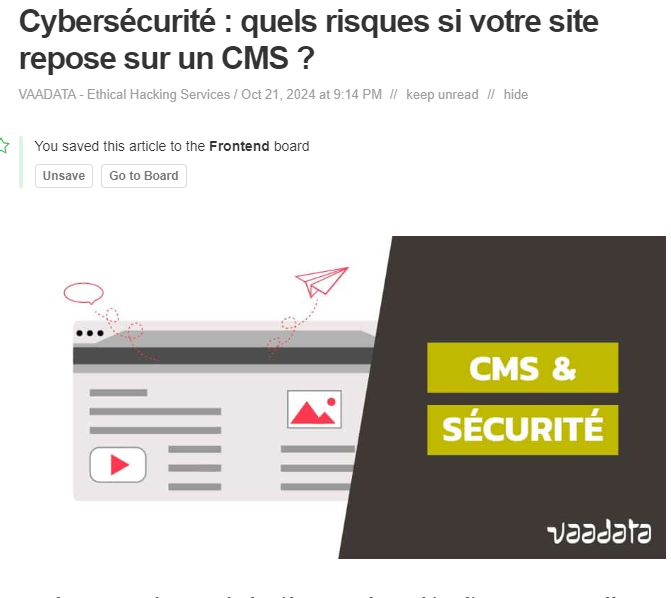 Cybersécurité : quels risques si votre site
repose sur un CMS ?
VAADATA - Ethical Hacking Services / Oct 21, 2024 at 9:14 PM // keep unread // hide
You saved this article to the Frontend board
Unsave Go to Board
CMS &
SÉCURITÉ
vaadata